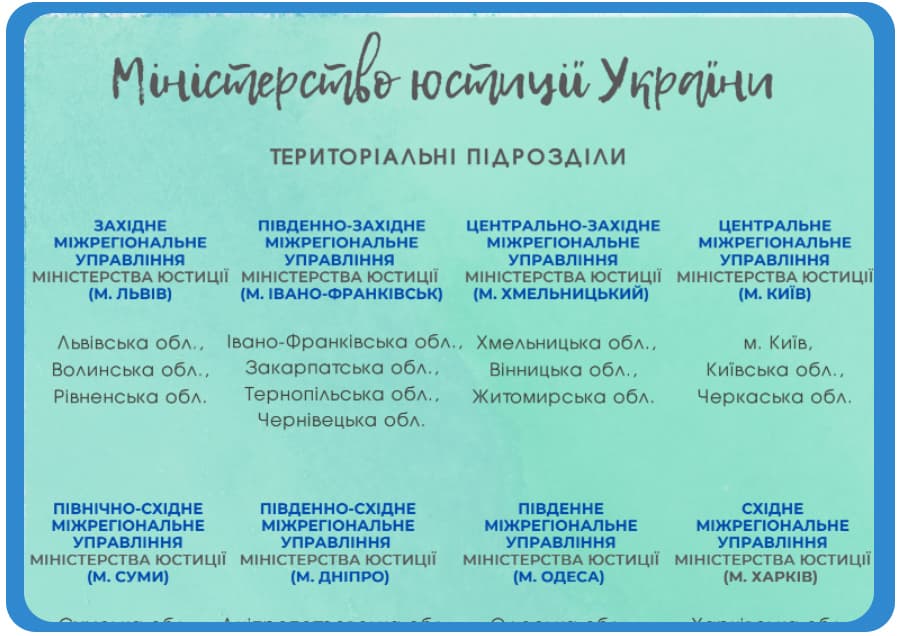 Міністерство юстиції України
ТЕРИТОРІАЛЬНІ ПІДРОЗДІЛИ
ЗАХІДНЕ
МІЖРЕГІОНАЛЬНЕ
УПРАВЛІННЯ
МІНІСТЕРСТВА ЮСТИЦІЇ
(М. ЛЬВІВ)
Львівська обл.,
Волинська обл.,
Рівненська обл.
ПІВДЕННО-ЗАХІДНЕ
МІЖРЕГІОНАЛЬНЕ
УПРАВЛІННЯ
МІНІСТЕРСТВА ЮСТИЦІЇ
(М. ІВАНО-ФРАНКІВСЬК)
Івано-Франківська обл.,
Закарпатська обл.,
Тернопільська обл.,
Чернівецька обл.
ЦЕНТРАЛЬНО-ЗАХІДНЕ
МІЖРЕГІОНАЛЬНЕ
УПРАВЛІННЯ
МІНІСТЕРСТВА ЮСТИЦІЇ
(М. ХМЕЛЬНИЦЬКИЙ)
Хмельницька обл.,
Вінницька обл.,
Житомирська обл.
ЦЕНТРАЛЬНЕ
МІЖРЕГІОНАЛЬНЕ
УПРАВЛІННЯ
МІНІСТЕРСТВА ЮСТИЦІЇ
(М. КИЇВ)
м. Київ,
Київська обл.,
Черкаська обл.
ПІВНІЧНО-СХІДНЕ
МІЖРЕГІОНАЛЬНЕ
УПРАВЛІННЯ
МІНІСТЕРСТВА ЮСТИЦІЇ
(М. СУМИ)
ПІВДЕННО-СХІДНЕ
МІЖРЕГІОНАЛЬНЕ
УПРАВЛІННЯ
МІНІСТЕРСТВА ЮСТИЦІЇ
(М. ДНІПРО)
ПІВДЕННЕ
МІЖРЕГІОНАЛЬНЕ
УПРАВЛІННЯ
МІНІСТЕРСТВА ЮСТИЦІЇ
(М. ОДЕСА)
СХІДНЕ
МІЖРЕГІОНАЛЬНЕ
УПРАВЛІННЯ
МІНІСТЕРСТВА ЮСТИЦІЇ
(М. ХАРКІВ)